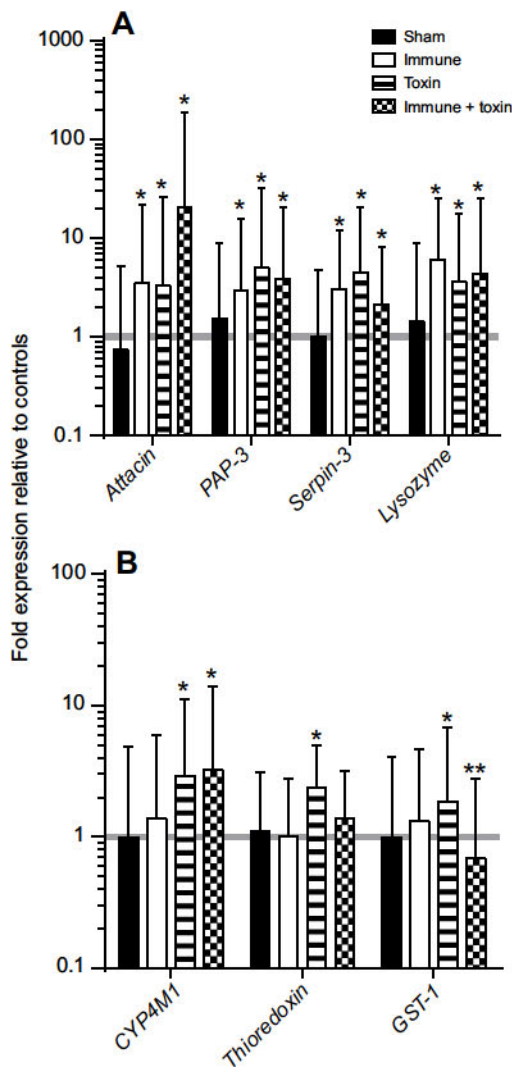 A
Sham
Immune
Toxin
Immune + toxin
1000
100
10
1
0.1
* * * * * * * * * * * *
Attacin PAP-3 Serpin-3 Lysozyme
Fold expression relative to controls
B
100
10
1
0.1
* * * * **
CYP4M1 Thioredoxin GST-1